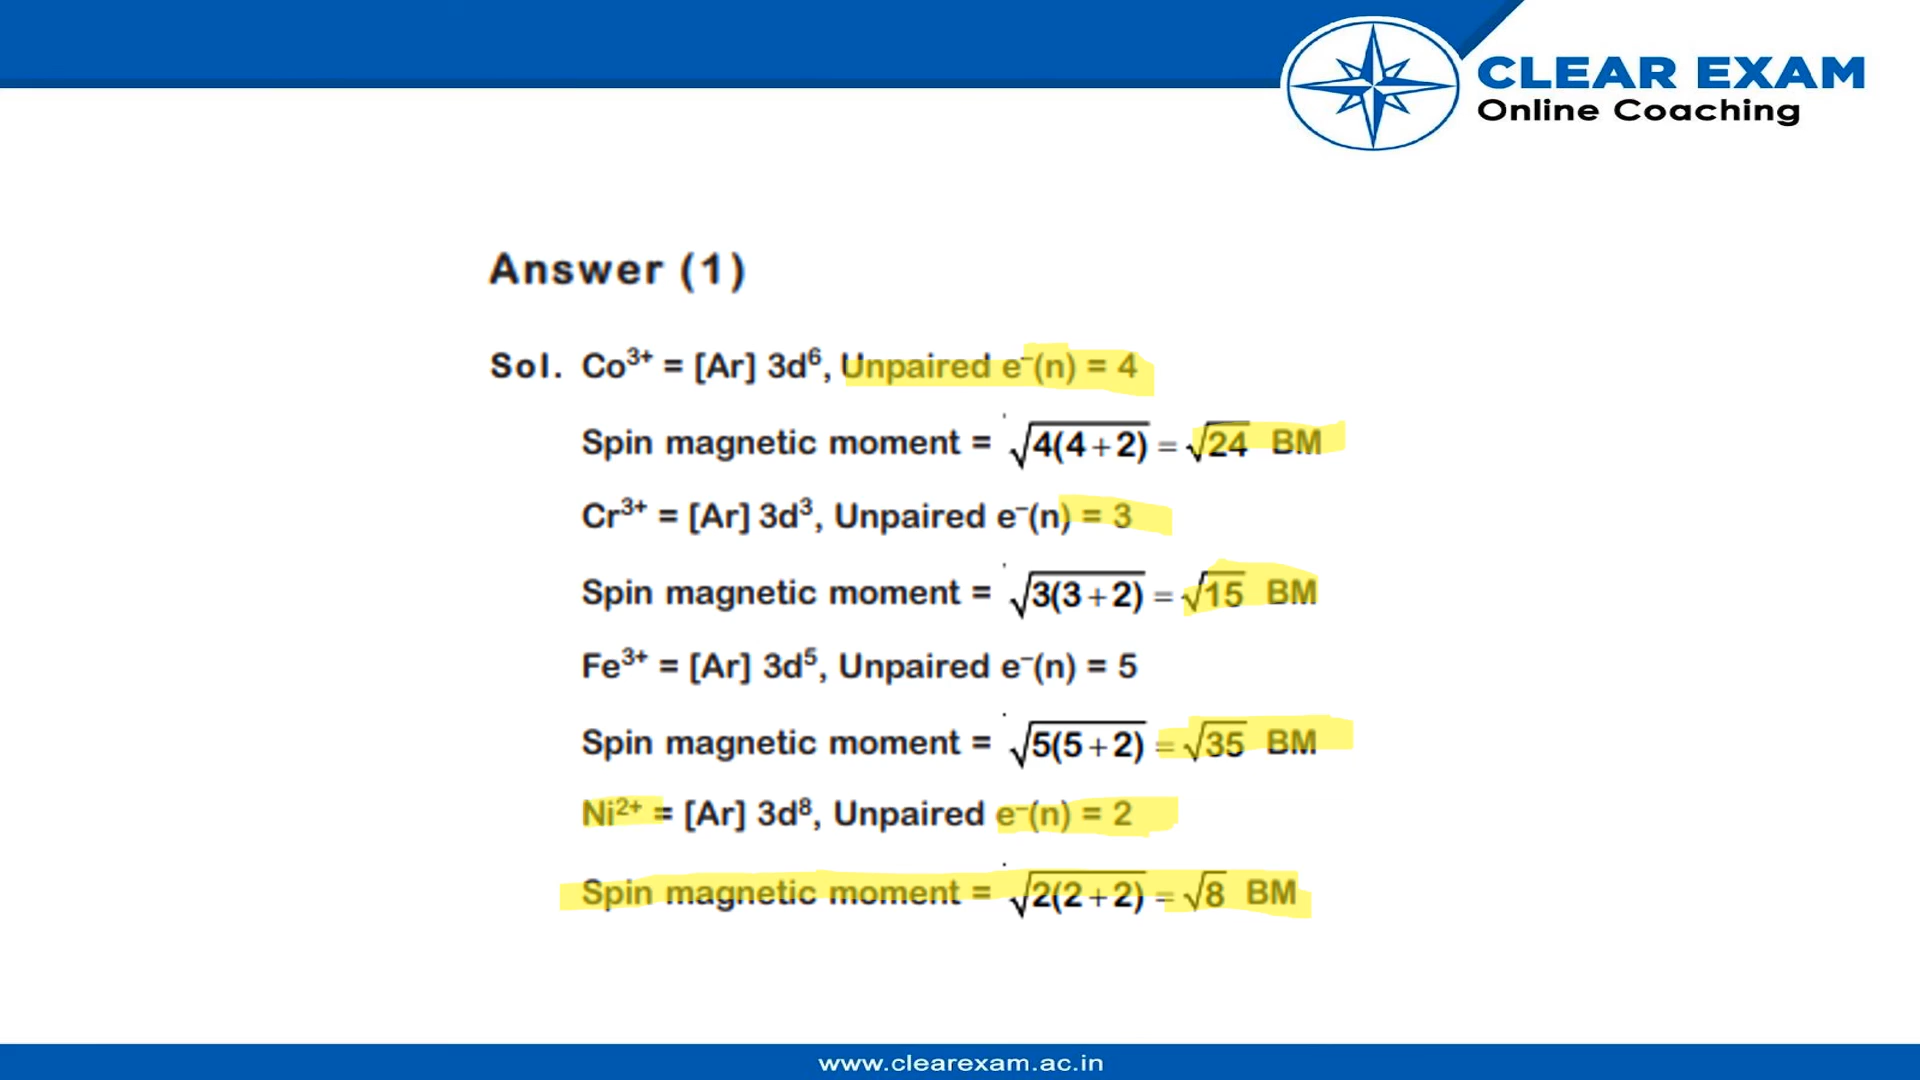 CLEAR EXAM
Online Coaching
Answer (1)
Sol. Co³⁺ = [Ar] 3d⁶, Unpaired e⁻(n) = 4
Spin magnetic moment = √4(4+2) = √24 BM
Cr³⁺ = [Ar] 3d³, Unpaired e⁻(n) = 3
Spin magnetic moment = √3(3+2) = √15 BM
Fe³⁺ = [Ar] 3d⁵, Unpaired e⁻(n) = 5
Spin magnetic moment = √5(5+2) = √35 BM
Ni²⁺ = [Ar] 3d⁸, Unpaired e⁻(n) = 2
Spin magnetic moment = √2(2+2) = √8 BM
www.clearexam.ac.in